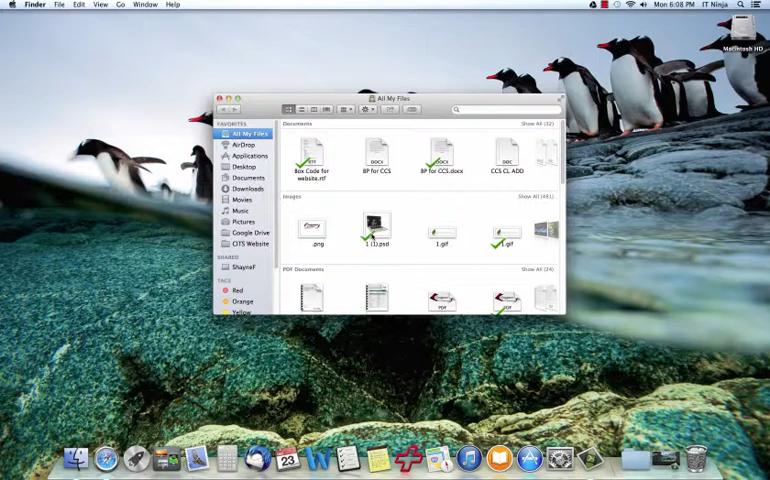 Finder File Edit View Go Window Help
Mon 6:08 PM IT Ninja
Macintosh HD
All My Files
FAVORITES
All My Files
AirDrop
Applications
Desktop
Documents
Downloads
Movies
Music
Pictures
Google Drive
CITS Website
SHARED
ShayneF
TAGS
Red
Orange
Yellow
Documents Show All (32)
Box Code for website.rtf
BP for CCS
BP for CCS.docx
CCS CL ADD
Images Show All (481)
.png
1 (1).psd
1.gif
1.gif
PDF Documents Show All (24)